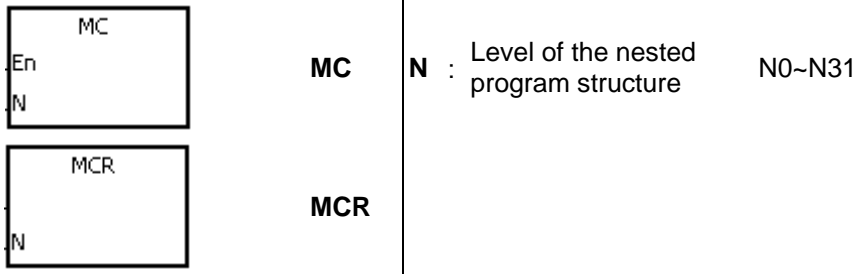 MC
En
N
MC
N : Level of the nested
program structure
N0~N31
MCR
N
MCR